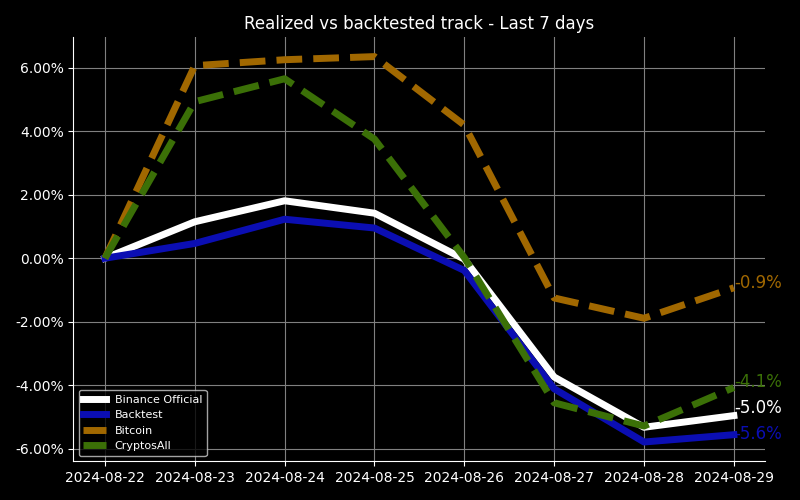 Realized vs backtested track - Last 7 days
6.00%
4.00%
2.00%
0.00%
-2.00%
-4.00%
-6.00%
-0.9%
-4.1%
-5.0%
-5.6%
Binance Official
Backtest
Bitcoin
CryptosAll
2024-08-22 2024-08-23 2024-08-24 2024-08-25 2024-08-26 2024-08-27 2024-08-28 2024-08-29